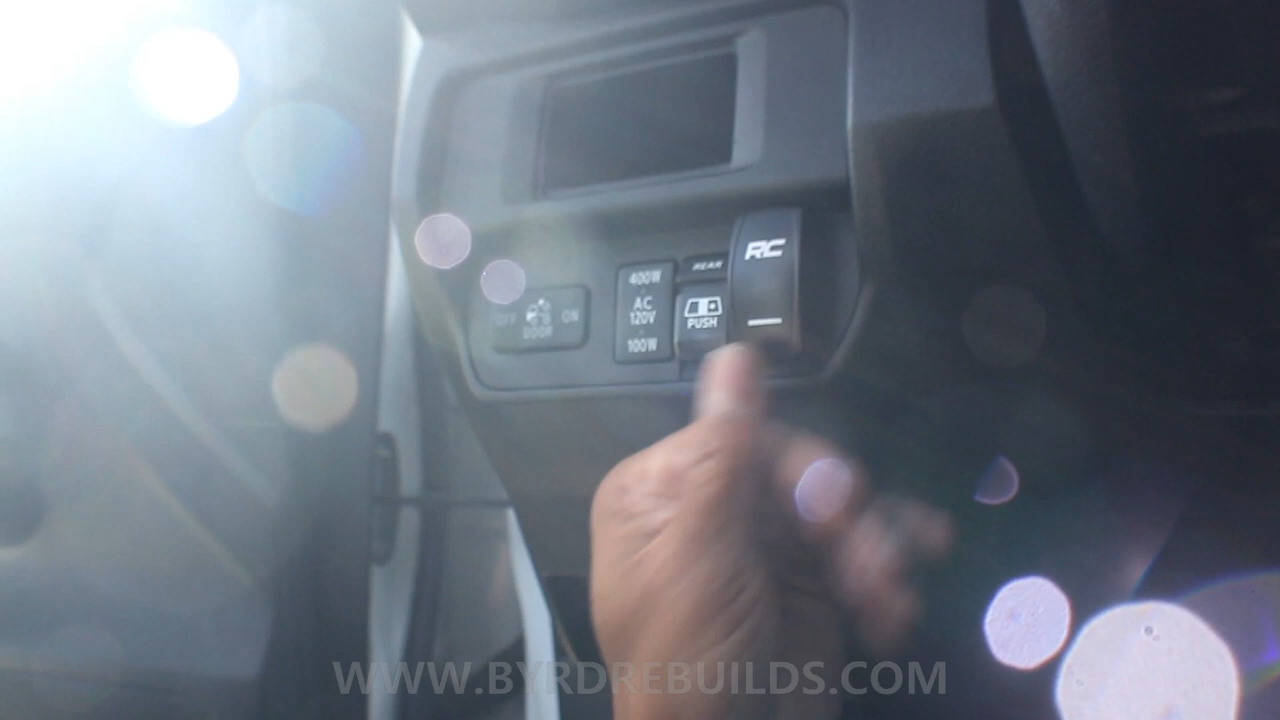 RC
REAR
400W
AC
120V
100W
PUSH
OFF
ON
DOOR
WWW.BYRDREBUILDS.COM